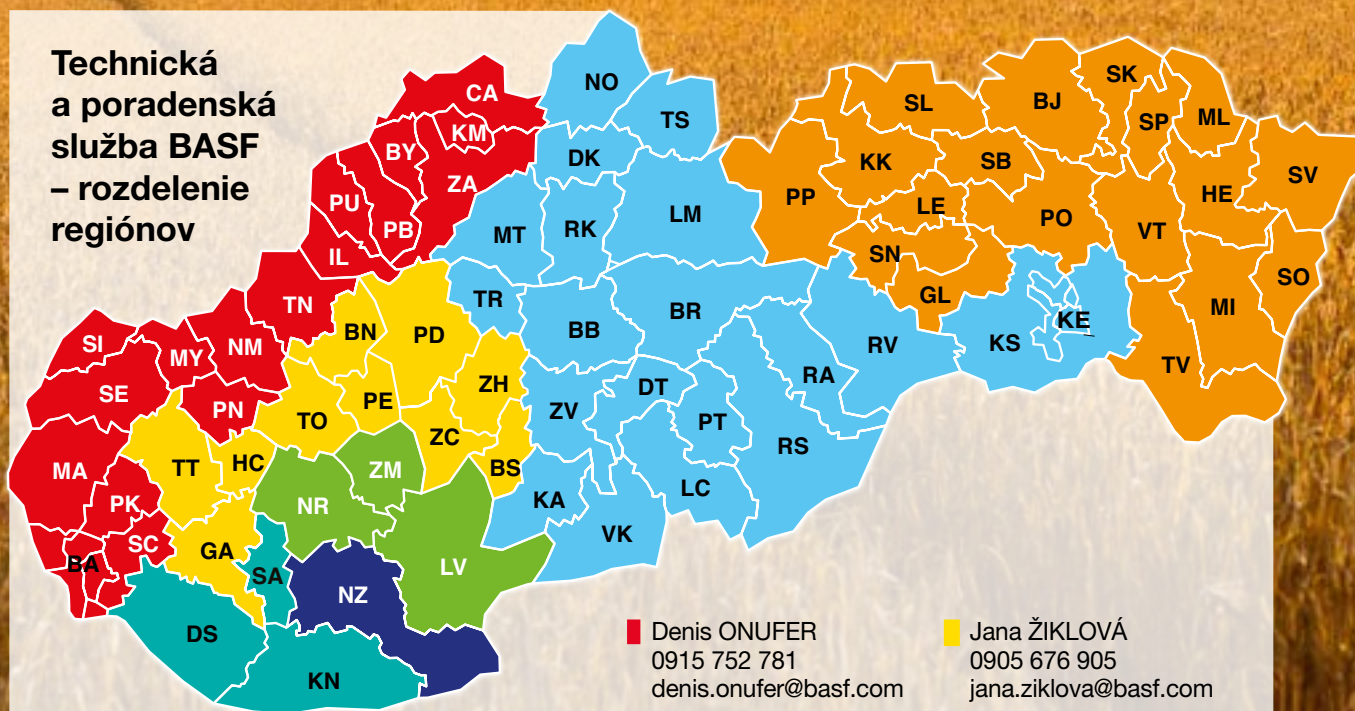 Technická
a poradenská
služba BASF
– rozdelenie
regiónov
CA
KM
BY
ZA
PU
PB
IL
TN
SI
MY
NM
SE
PN
MA
PK
SC
BA
NO
TS
DK
MT
RK
LM
TR
BB
BR
RV
KS
KE
ZV
DT
RA
PT
RS
KA
LC
VK
SL
BJ
SK
SP
ML
KK
SB
SV
PP
LE
HE
PO
VT
SN
SO
GL
MI
TV
BN
PD
ZH
PE
TO
ZC
BS
TT
HC
GA
ZM
NR
LV
SA
NZ
DS
KN
Denis ONUFER
0915 752 781
denis.onufer@basf.com
Jana ŽIKLOVÁ
0905 676 905
jana.ziklova@basf.com